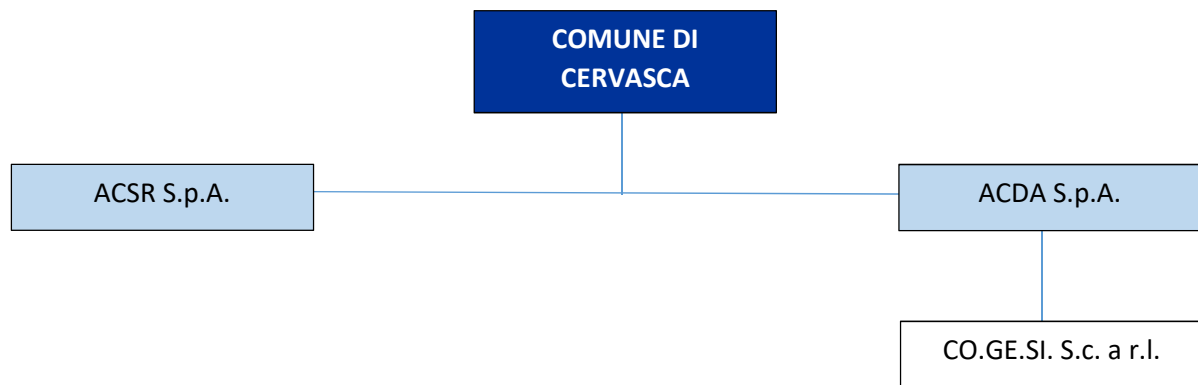 COMUNE DI
CERVASCA
ACSR S.p.A.
ACDA S.p.A.
CO.GE.SI. S.c. a r.l.